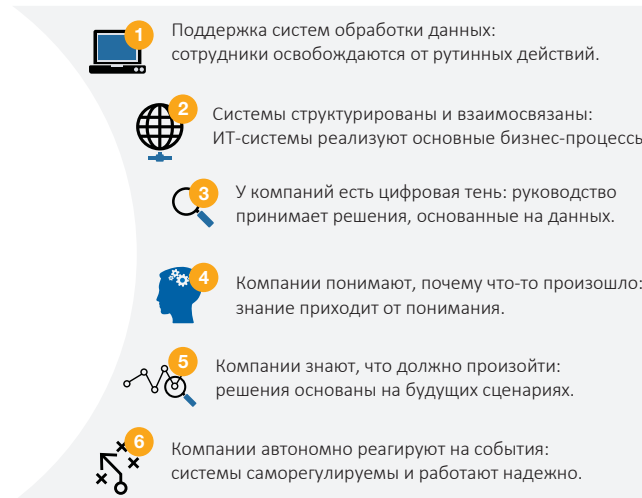 1
Поддержка систем обработки данных:
сотрудники освобождаются от рутинных действий.
2
Системы структурированы и взаимосвязаны:
ИТ-системы реализуют основные бизнес-процессы
3
У компаний есть цифровая тень: руководство
принимает решения, основанные на данных.
4
Компании понимают, почему что-то произошло:
знание приходит от понимания.
5
Компании знают, что должно произойти:
решения основаны на будущих сценариях.
6
Компании автономно реагируют на события:
системы саморегулируемы и работают надежно.